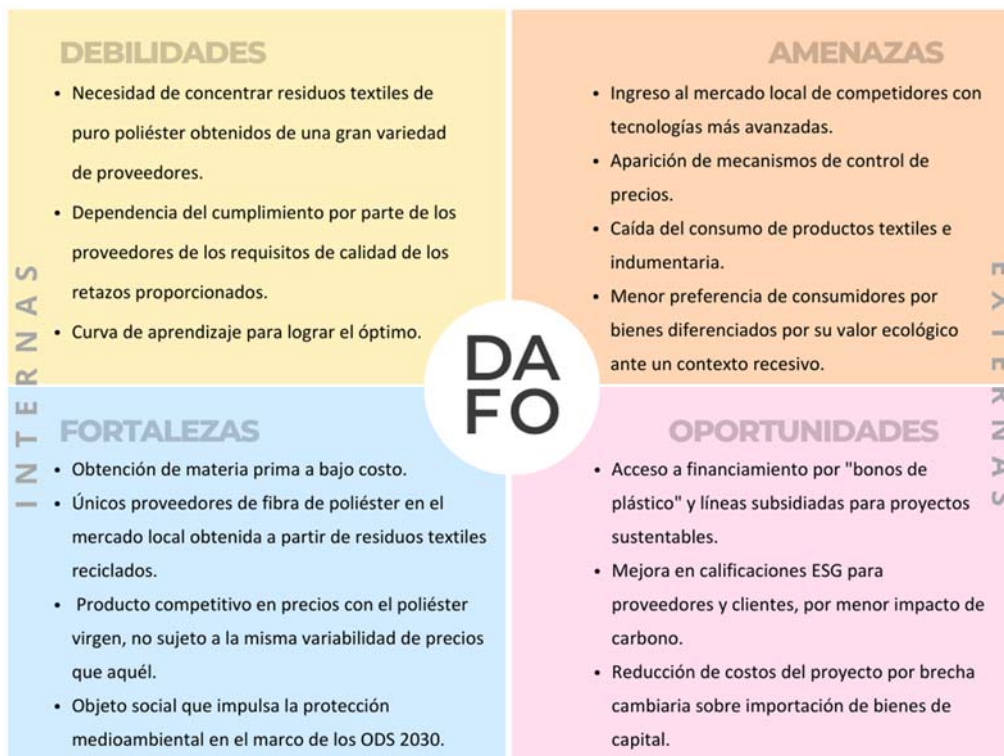 DEBILIDADES
• Necesidad de concentrar residuos textiles de
puro poliéster obtenidos de una gran variedad
de proveedores.
• Dependencia del cumplimiento por parte de los
proveedores de los requisitos de calidad de los
retazos proporcionados.
• Curva de aprendizaje para lograr el óptimo.
AMENAZAS
• Ingreso al mercado local de competidores con
tecnologías más avanzadas.
• Aparición de mecanismos de control de
precios.
• Caída del consumo de productos textiles e
indumentaria.
• Menor preferencia de consumidores por
bienes diferenciados por su valor ecológico
ante un contexto recesivo.
INTERNAS
DA
FO
EXTERNAS
FORTALEZAS
• Obtención de materia prima a bajo costo.
• Únicos proveedores de fibra de poliéster en el
mercado local obtenida a partir de residuos textiles
reciclados.
• Producto competitivo en precios con el poliéster
virgen, no sujeto a la misma variabilidad de precios
que aquél.
• Objeto social que impulsa la protección
medioambiental en el marco de los ODS 2030.
OPORTUNIDADES
• Acceso a financiamiento por "bonos de
plástico" y líneas subsidiadas para proyectos
sustentables.
• Mejora en calificaciones ESG para
proveedores y clientes, por menor impacto de
carbono.
• Reducción de costos del proyecto por brecha
cambiaria sobre importación de bienes de
capital.